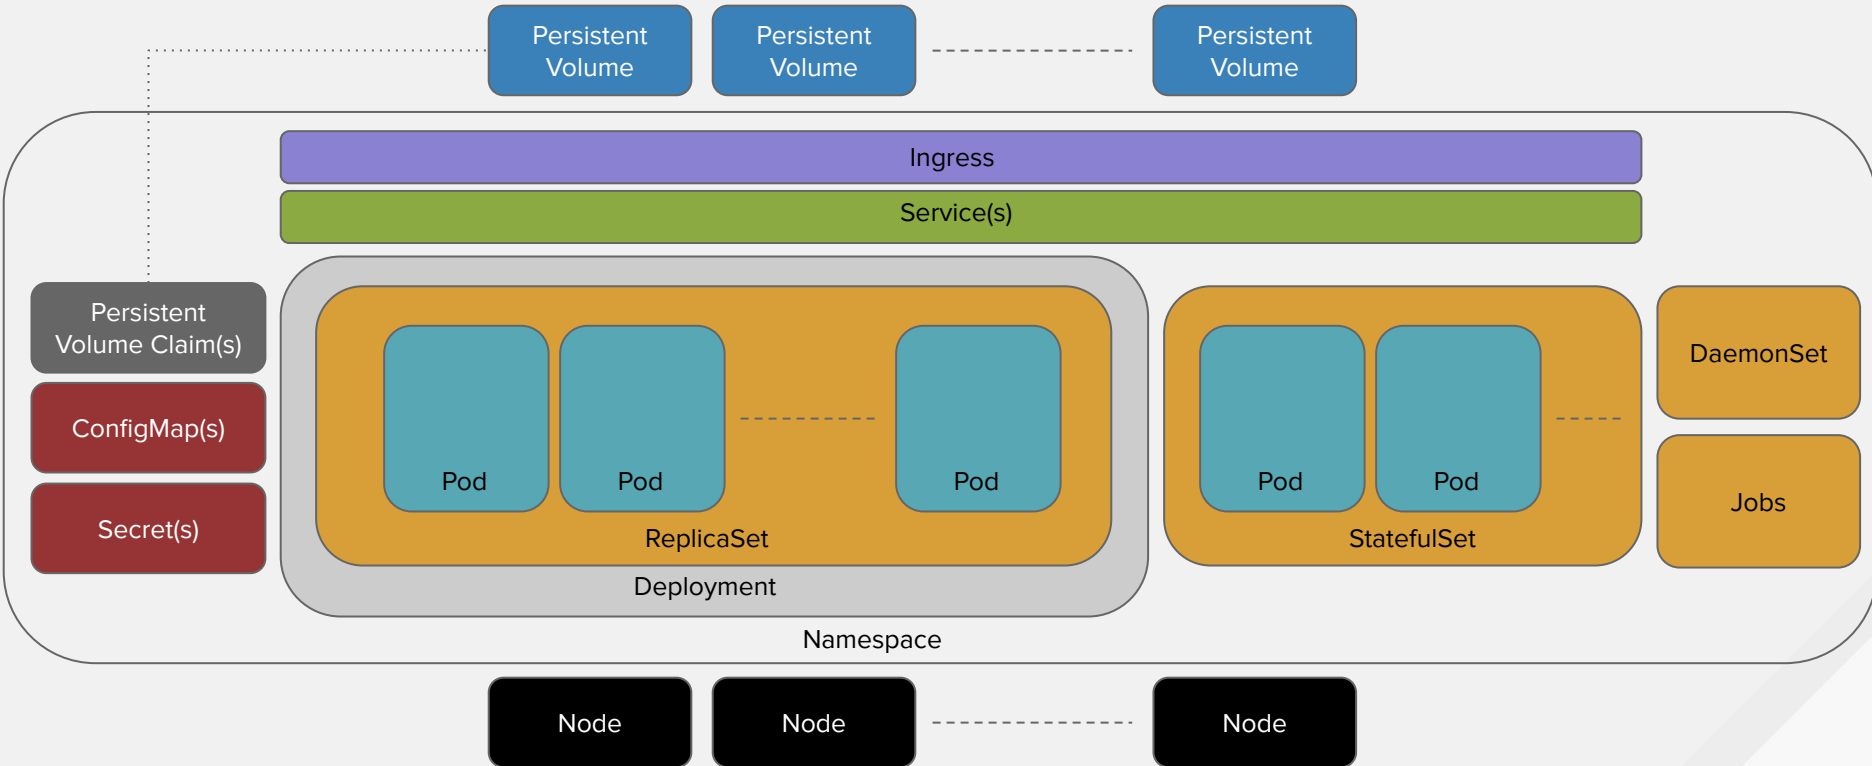 Persistent
Volume
Persistent
Volume
Persistent
Volume
Ingress
Service(s)
Persistent
Volume Claim(s)
ConfigMap(s)
Secret(s)
Pod
Pod
Pod
ReplicaSet
Deployment
Pod
Pod
StatefulSet
DaemonSet
Jobs
Namespace
Node
Node
Node